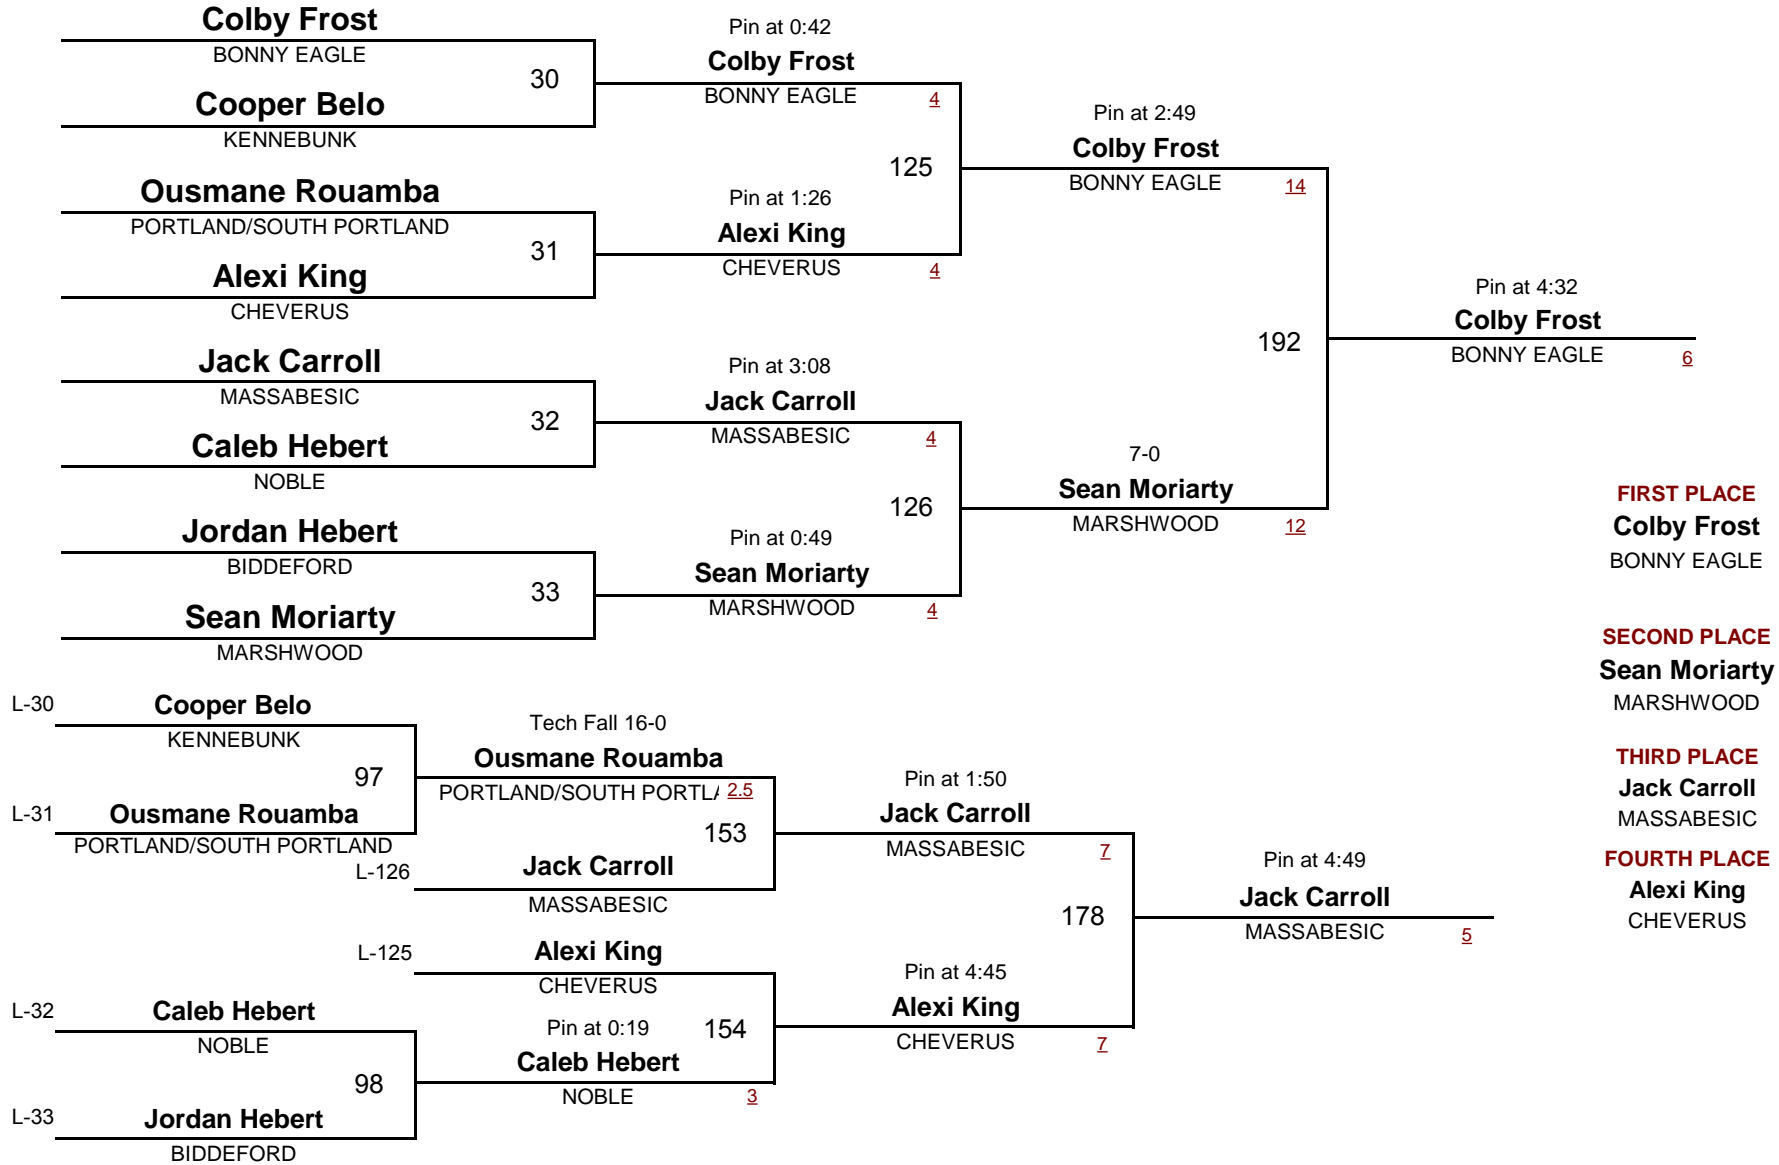 Colby Frost
BONNY EAGLE
30
Cooper Belo
KENNEBUNK
Ousmane Rouamba
PORTLAND/SOUTH PORTLAND
31
Alexi King
CHEVERUS
Jack Carroll
MASSABESIC
32
Caleb Hebert
NOBLE
Jordan Hebert
BIDDEFORD
33
Sean Moriarty
MARSHWOOD
Pin at 0:42
Colby Frost
BONNY EAGLE 4
125
Pin at 1:26
Alexi King
CHEVERUS 4
Pin at 3:08
Jack Carroll
MASSABESIC 4
126
Pin at 0:49
Sean Moriarty
MARSHWOOD 4
Pin at 2:49
Colby Frost
BONNY EAGLE 14
192
7-0
Sean Moriarty
MARSHWOOD 12
Pin at 4:32
Colby Frost
BONNY EAGLE 6
FIRST PLACE
Colby Frost
BONNY EAGLE
SECOND PLACE
Sean Moriarty
MARSHWOOD
THIRD PLACE
Jack Carroll
MASSABESIC
FOURTH PLACE
Alexi King
CHEVERUS
L-30 Cooper Belo
KENNEBUNK
97
L-31 Ousmane Rouamba
PORTLAND/SOUTH PORTLAND
Tech Fall 16-0
Ousmane Rouamba
PORTLAND/SOUTH PORTLA 2.5
153
L-126 Jack Carroll
MASSABESIC
L-125 Alexi King
CHEVERUS
154
Pin at 0:19
Caleb Hebert
NOBLE 3
L-32 Caleb Hebert
NOBLE
98
L-33 Jordan Hebert
BIDDEFORD
Pin at 1:50
Jack Carroll
MASSABESIC 7
178
Pin at 4:45
Alexi King
CHEVERUS 7
Pin at 4:49
Jack Carroll
MASSABESIC 5